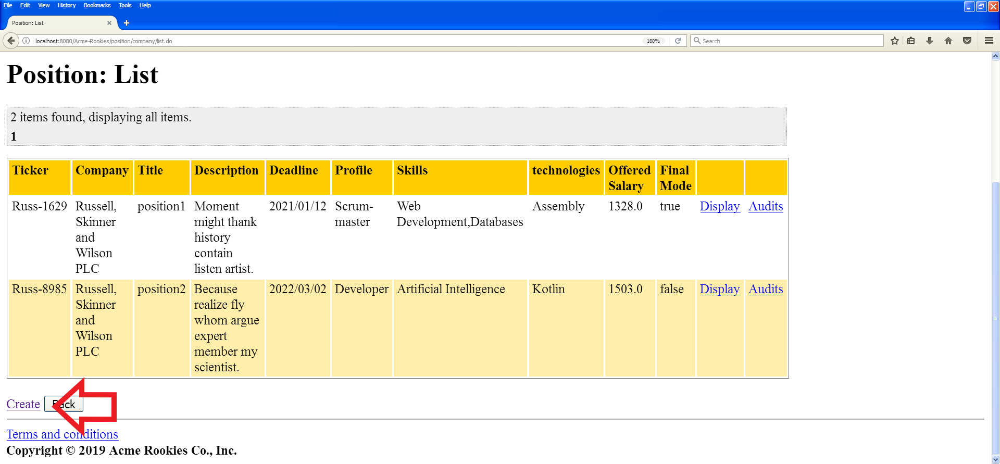 File Edit View History Bookmarks Tools Help
Position: List
localhost:8080/Acme-Rookies/position/company/list.do 160% Search
Position: List
2 items found, displaying all items.
1
Ticker Company Title Description Deadline Profile Skills technologies Offered Salary Final Mode
Russ-1629 Russell, Skinner and Wilson PLC position1 Moment might thank history contain listen artist. 2021/01/12 Scrum-master Web Development,Databases Assembly 1328.0 true Display Audits
Russ-8985 Russell, Skinner and Wilson PLC position2 Because realize fly whom argue expert member my scientist. 2022/03/02 Developer Artificial Intelligence Kotlin 1503.0 false Display Audits
Create Back
Terms and conditions
Copyright © 2019 Acme Rookies Co., Inc.